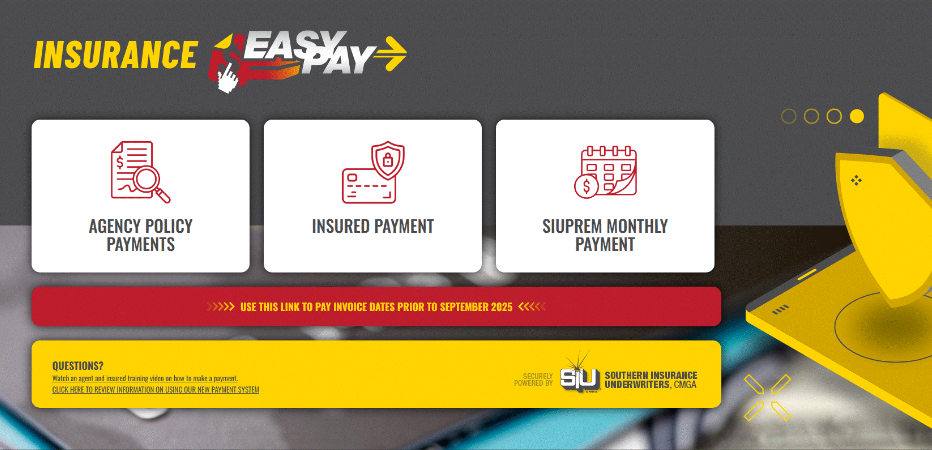 INSURANCE EASY PAY
AGENCY POLICY
PAYMENTS
INSURED PAYMENT
SIUPREM MONTHLY
PAYMENT
USE THIS LINK TO PAY INVOICE DATES PRIOR TO SEPTEMBER 2025
QUESTIONS?
Watch an agent and insured training video on how to make a payment.
CLICK HERE TO REVIEW INFORMATION ON USING OUR NEW PAYMENT SYSTEM
SECURELY
POWERED BY
SIU
SOUTHERN INSURANCE
UNDERWRITERS, CMGA